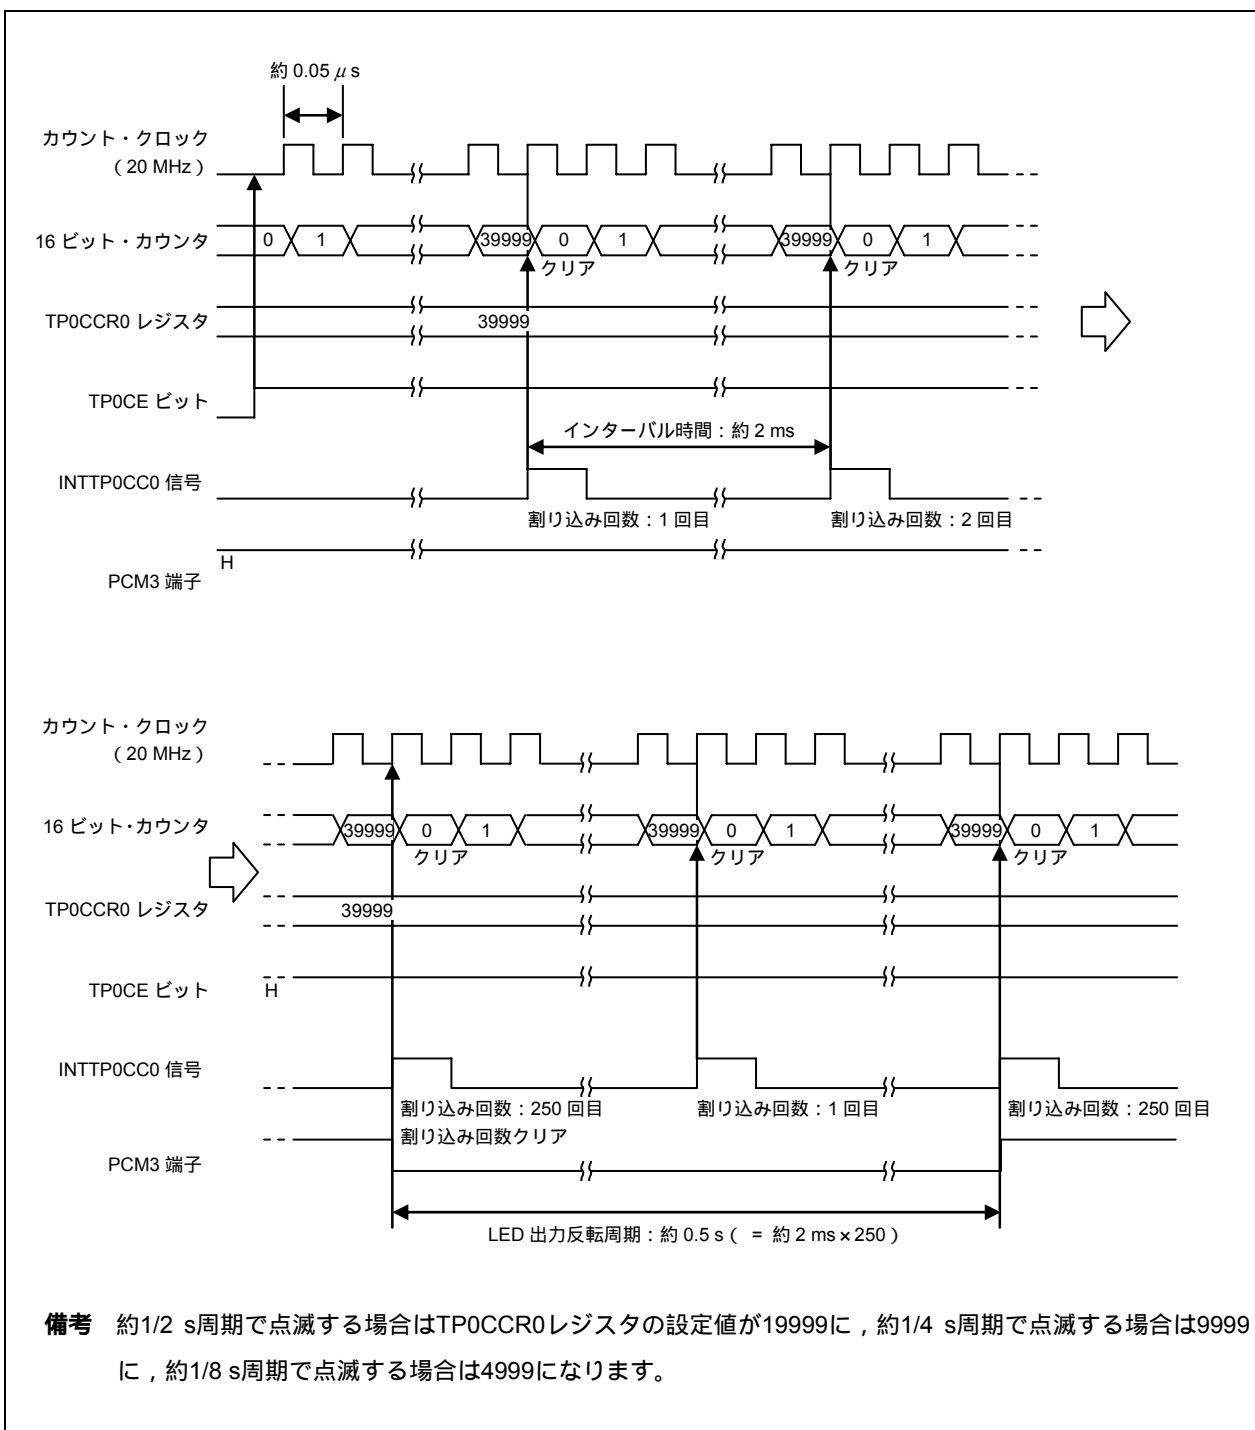 約 0.05 μ s
カウント・クロック
( 20 MHz )
16 ビット・カウンタ
0 1 39999 0 1 39999 0 1
クリア クリア
TP0CCR0 レジスタ
39999
TP0CE ビット
インターバル時間：約 2 ms
INTTP0CC0 信号
割り込み回数：1 回目 割り込み回数：2 回目
H
PCM3 端子
カウント・クロック
( 20 MHz )
16 ビット・カウンタ
39999 0 1 39999 0 1 39999 0 1
クリア クリア クリア
TP0CCR0 レジスタ
39999
TP0CE ビット H
INTTP0CC0 信号
割り込み回数：250 回目 割り込み回数：1 回目 割り込み回数：250 回目
割り込み回数クリア
PCM3 端子
LED 出力反転周期：約 0.5 s ( = 約 2 ms×250 )
備考 約1/2 s周期で点滅する場合はTP0CCR0レジスタの設定値が19999に，約1/4 s周期で点滅する場合は9999
に，約1/8 s周期で点滅する場合は4999になります。